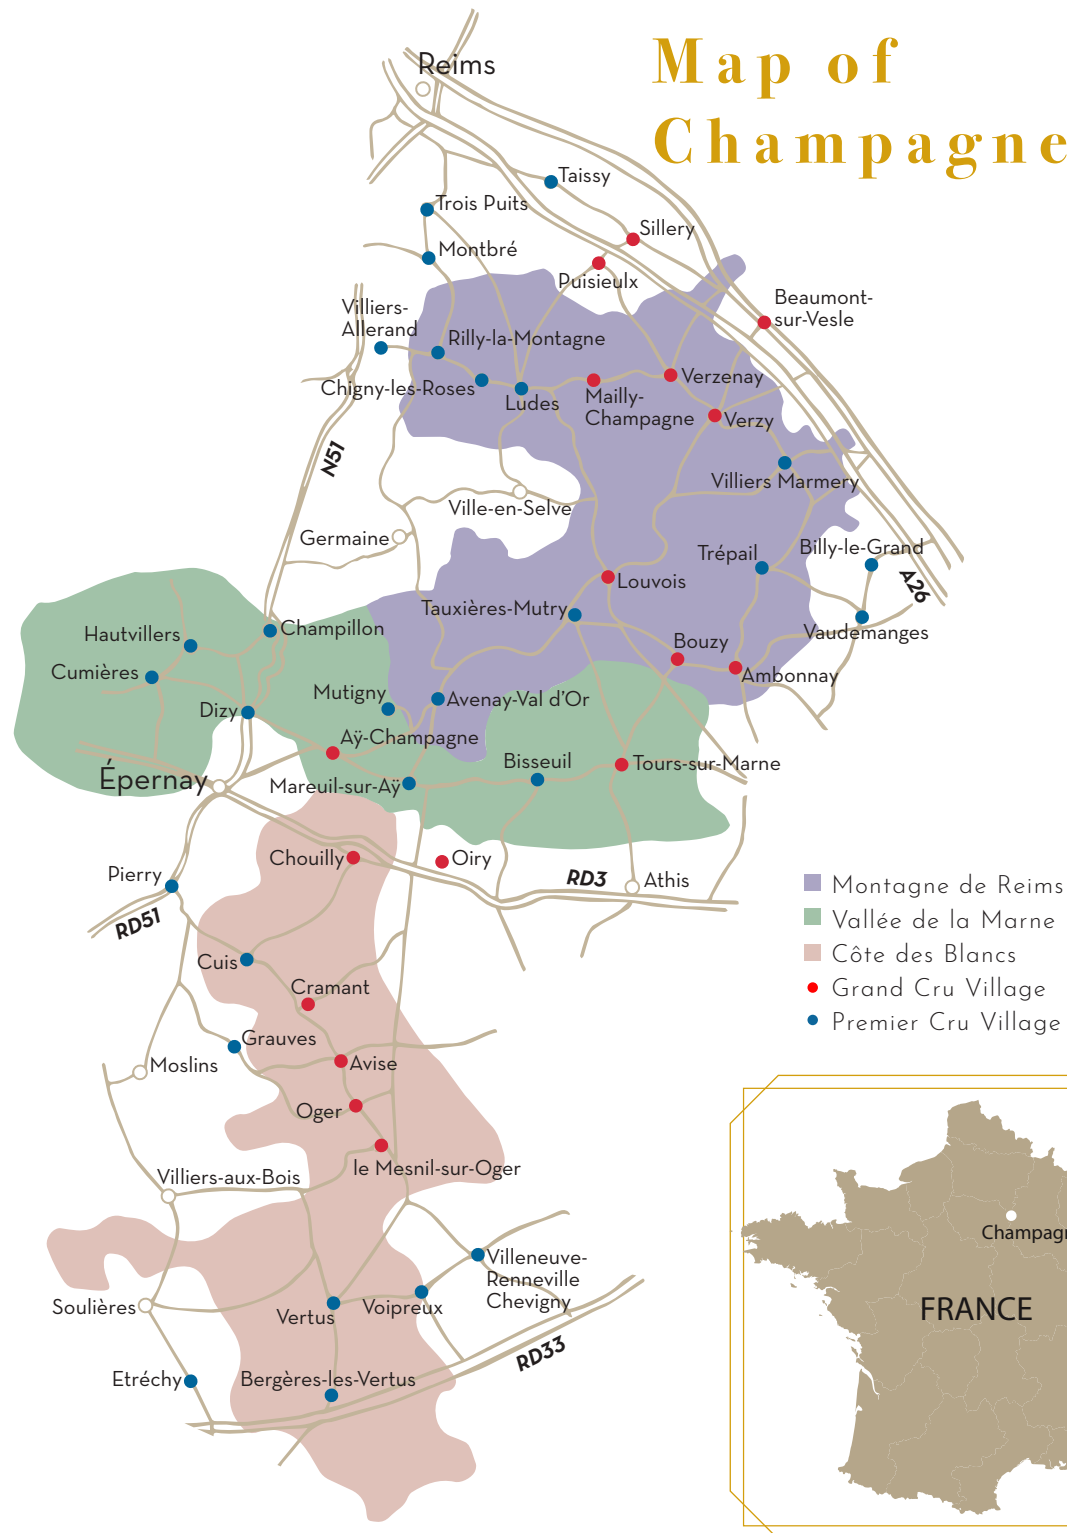 Map of
Champagne
Reims
Taissy
Trois Puits
Sillery
Montbré
Puisieulx
Beaumont-
sur-Vesle
Villiers-
Allerand
Rilly-la-Montagne
Chigny-les-Roses
Ludes
Mailly-
Champagne
Verzenay
Verzy
N51
Villiers Marmery
Ville-en-Selve
Germaine
Trépail
Billy-le-Grand
A26
Louvois
Tauxières-Mutry
Vaudemanges
Hautvillers
Champillon
Bouzy
Cumières
Ambonnay
Mutigny
Avenay-Val d'Or
Dizy
Aÿ-Champagne
Bisseuil
Tours-sur-Marne
Épernay
Mareuil-sur-Aÿ
Chouilly
Oiry
Pierry
RD3
Athis
RD51
Montagne de Reims
Vallée de la Marne
Côte des Blancs
Grand Cru Village
Premier Cru Village
Cuis
Cramant
Grauves
Moslins
Avise
Oger
le Mesnil-sur-Oger
Villiers-aux-Bois
Champagn
Villeneuve-
Renneville
Chevigny
Soulières
Vertus
Voipreux
FRANCE
RD33
Etréchy
Bergères-les-Vertus